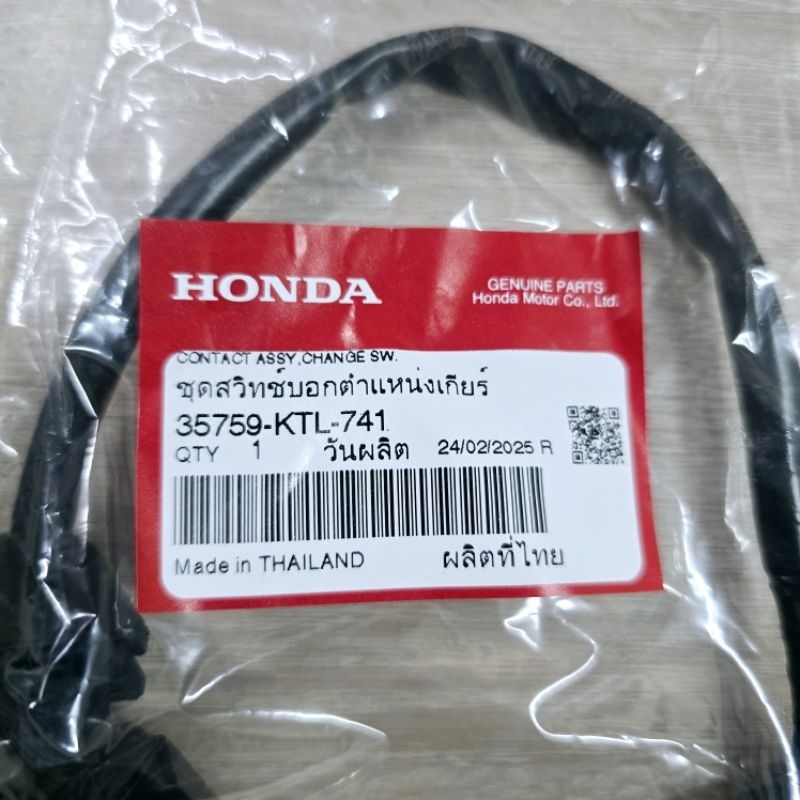 HONDA
GENUINE PARTS
Honda Motor Co., Ltd.
CONTACT ASSY,CHANGE SW.
ชุดสวิทช์บอกตำแหน่งเกียร์
35759-KTL-741
QTY 1 วันผลิต 24/02/2025 R
Made in THAILAND ผลิตที่ไทย